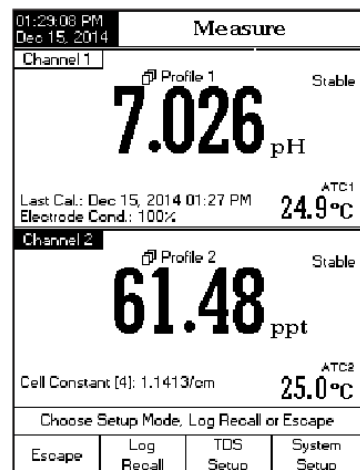 01:29:08 PM
Dec 15, 2014
Measure
Channel 1
Profile 1
Stable
7.026 pH
Last Cal.: Dec 15, 2014 01:27 PM
Electrode Cond.: 100%
ATC1
24.9°C
Channel 2
Profile 2
Stable
61.48 ppt
Cell Constant [4]: 1.1413/cm
ATC2
25.0°C
Choose Setup Mode, Log Recall or Escape
Escape
Log Recall
TDS Setup
System Setup